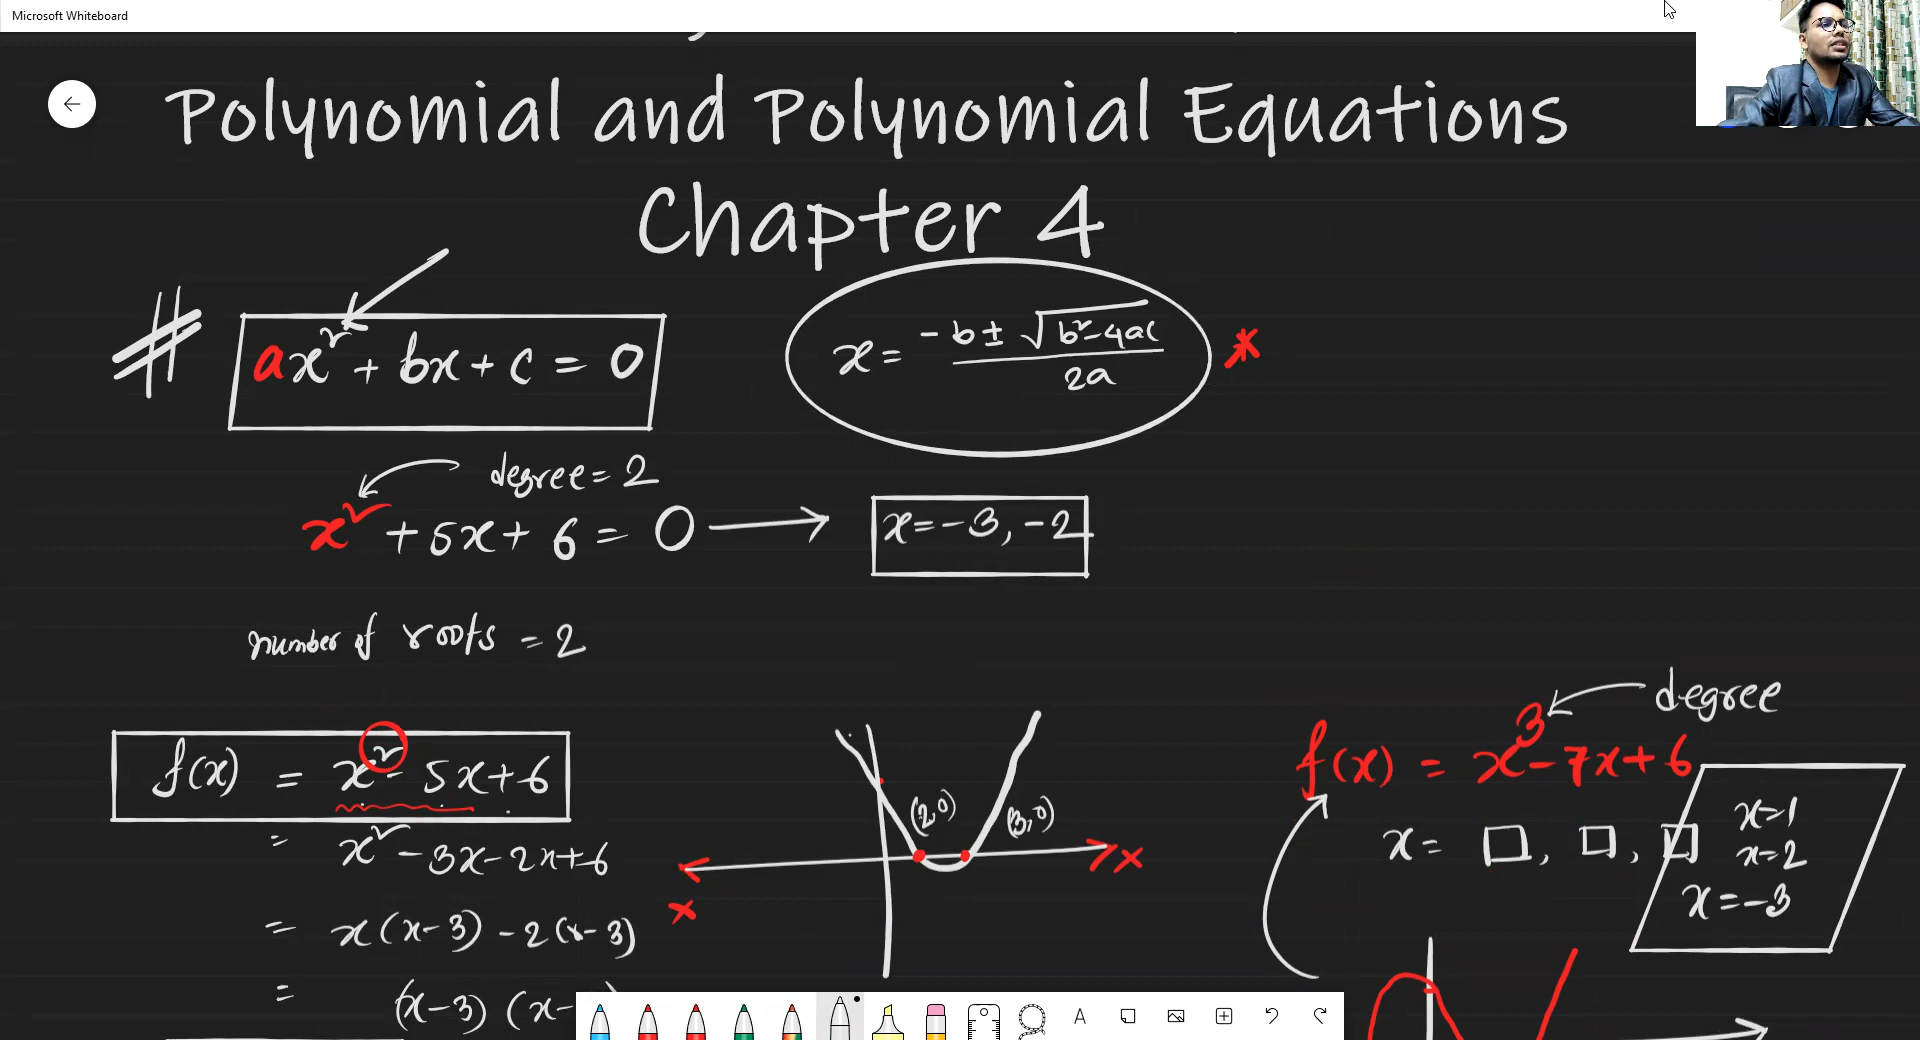 Microsoft Whiteboard
Polynomial and Polynomial Equations
Chapter 4
# ax² + bx + c = 0
x = -b ± √b²-4ac / 2a *
degree = 2
x² + 5x + 6 = 0 → x = -3, -2
number of roots = 2
f(x) = x² - 5x + 6
= x² - 3x - 2x + 6
= x(x-3) - 2(x-3)
= (x-3) (x-
(2,0) (3,0)
x x
degree
f(x) = x³ - 7x + 6
x = □, □, □
x=1
x=2
x=-3
A